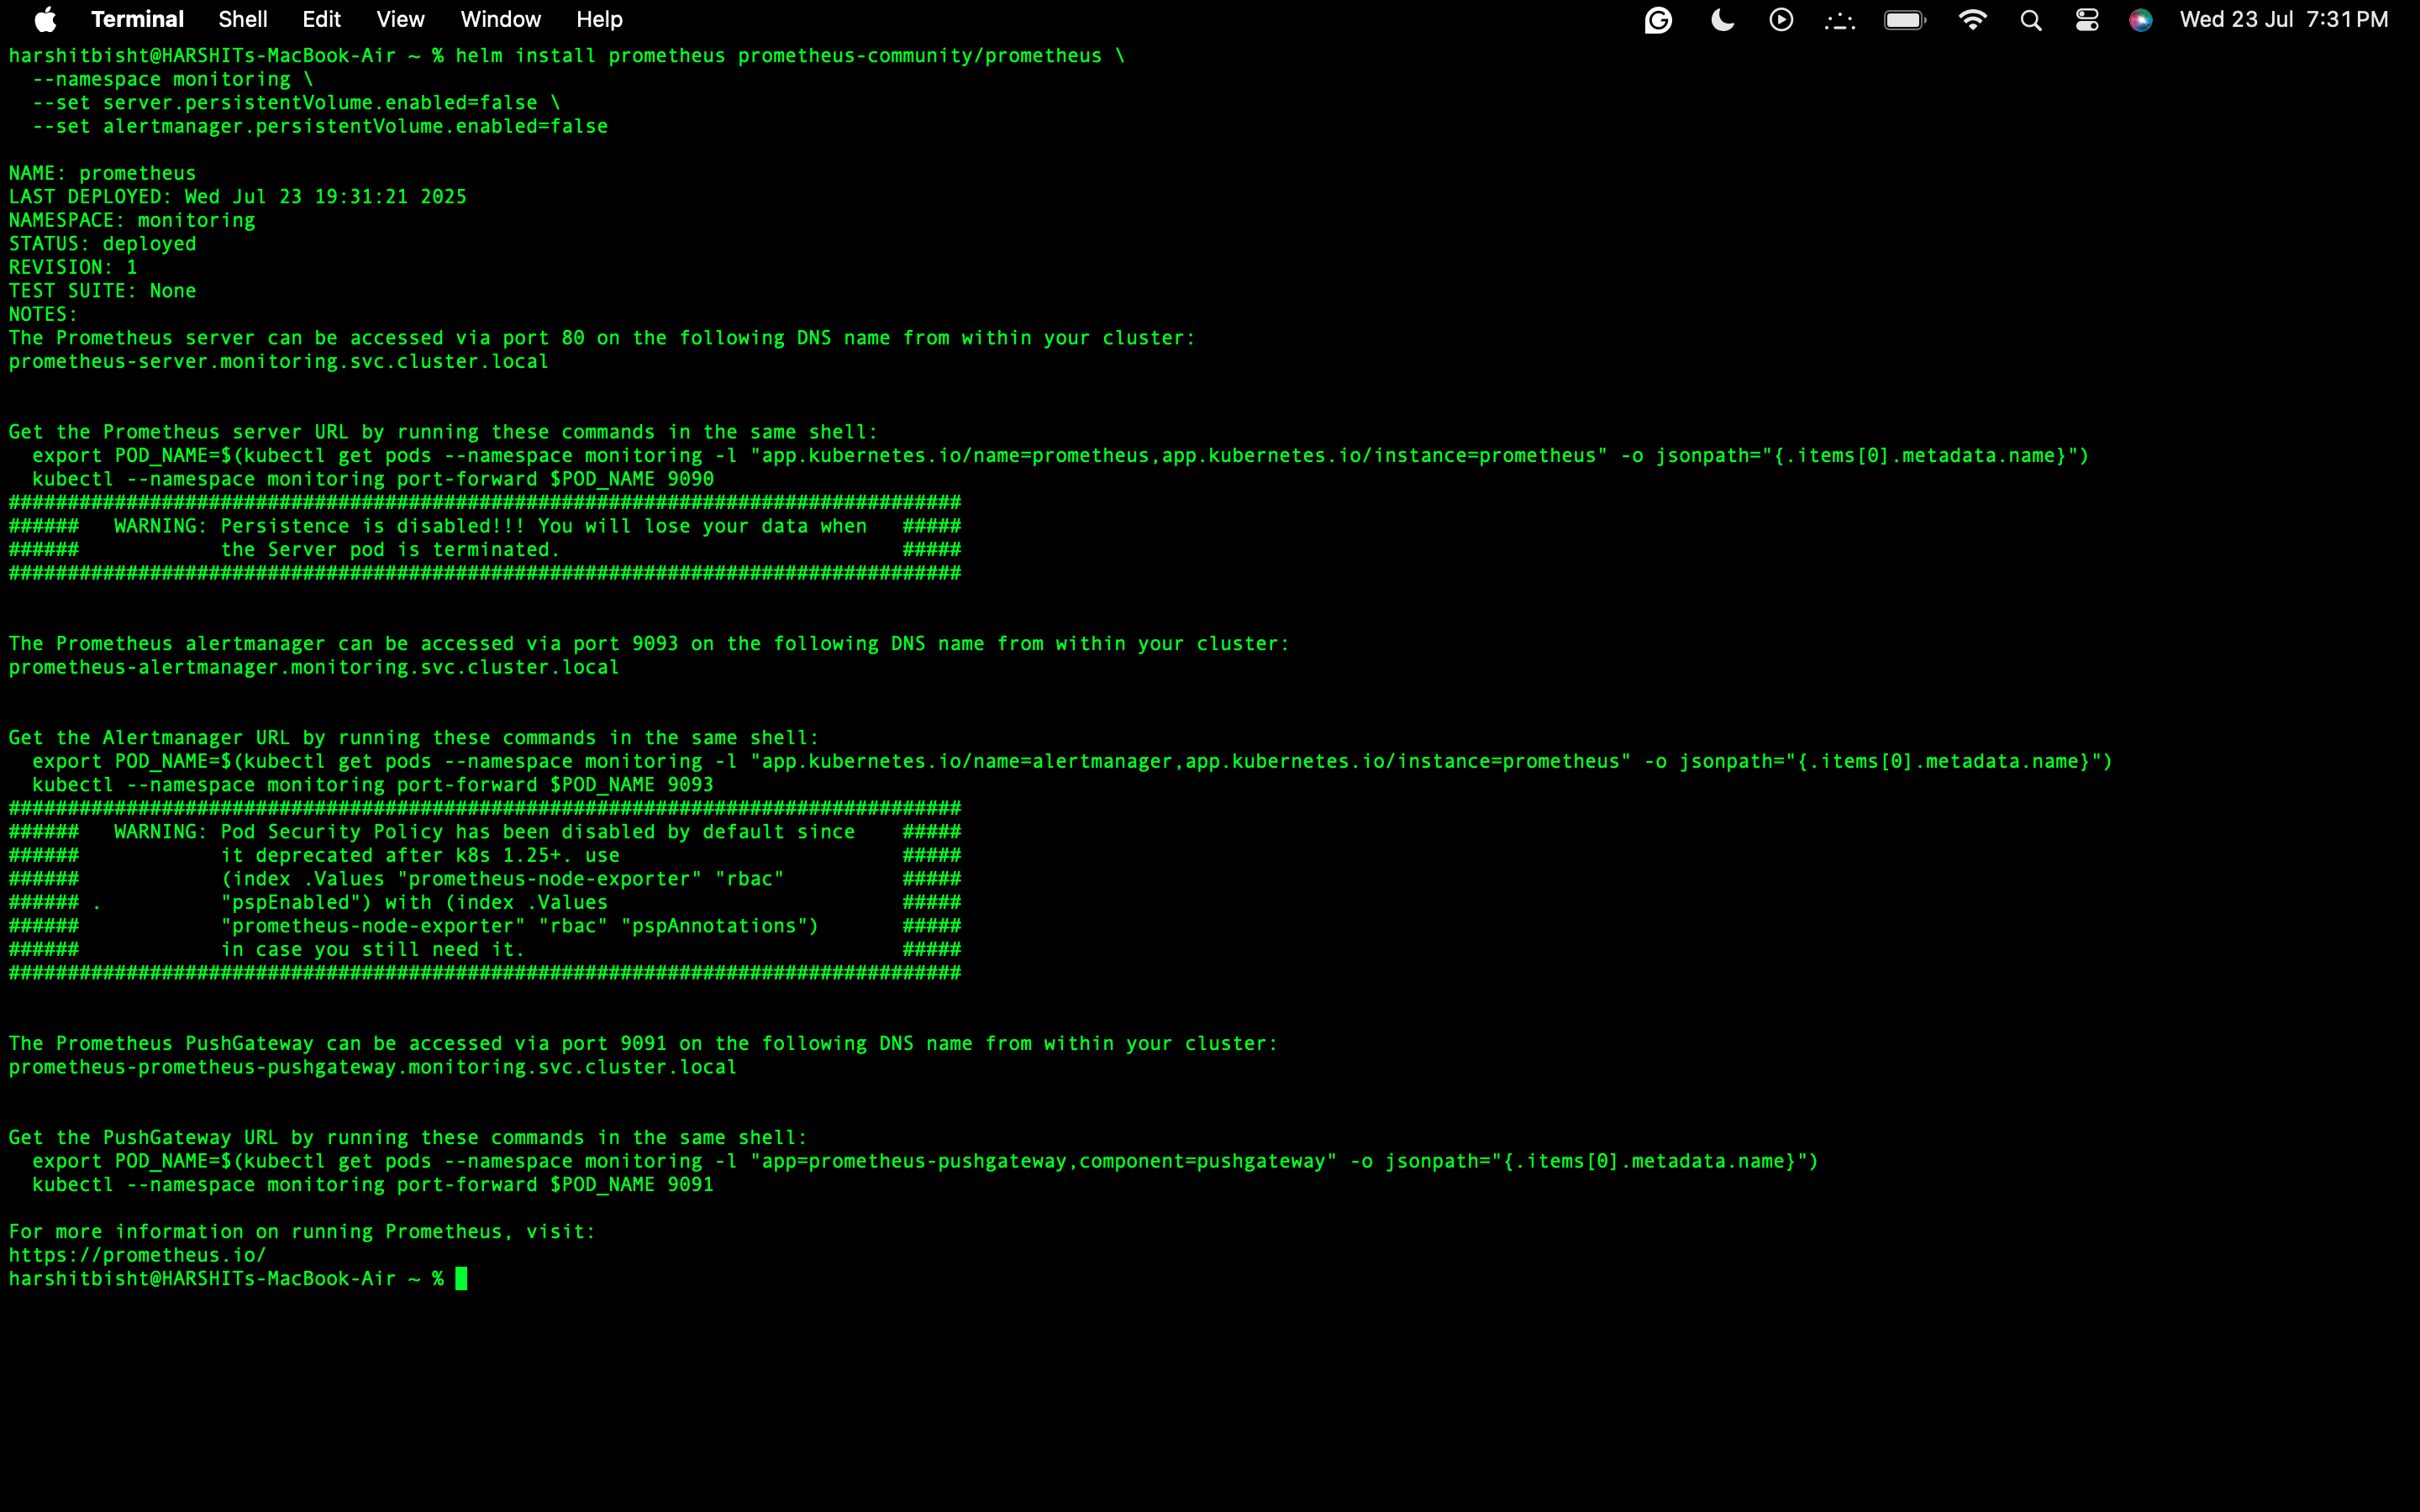 Terminal Shell Edit View Window Help Wed 23 Jul 7:31 PM
harshitbisht@HARSHITs-MacBook-Air ~ % helm install prometheus prometheus-community/prometheus \
  --namespace monitoring \
  --set server.persistentVolume.enabled=false \
  --set alertmanager.persistentVolume.enabled=false

NAME: prometheus
LAST DEPLOYED: Wed Jul 23 19:31:21 2025
NAMESPACE: monitoring
STATUS: deployed
REVISION: 1
TEST SUITE: None
NOTES:
The Prometheus server can be accessed via port 80 on the following DNS name from within your cluster:
prometheus-server.monitoring.svc.cluster.local


Get the Prometheus server URL by running these commands in the same shell:
  export POD_NAME=$(kubectl get pods --namespace monitoring -l "app.kubernetes.io/name=prometheus,app.kubernetes.io/instance=prometheus" -o jsonpath="{.items[0].metadata.name}")
  kubectl --namespace monitoring port-forward $POD_NAME 9090
#################################################################################
######   WARNING: Persistence is disabled!!! You will lose your data when   #####
######            the Server pod is terminated.                             #####
#################################################################################


The Prometheus alertmanager can be accessed via port 9093 on the following DNS name from within your cluster:
prometheus-alertmanager.monitoring.svc.cluster.local


Get the Alertmanager URL by running these commands in the same shell:
  export POD_NAME=$(kubectl get pods --namespace monitoring -l "app.kubernetes.io/name=alertmanager,app.kubernetes.io/instance=prometheus" -o jsonpath="{.items[0].metadata.name}")
  kubectl --namespace monitoring port-forward $POD_NAME 9093
#################################################################################
######   WARNING: Pod Security Policy has been disabled by default since    #####
######            it deprecated after k8s 1.25+. use                        #####
######            (index .Values "prometheus-node-exporter" "rbac"          #####
###### .          "pspEnabled") with (index .Values                         #####
######            "prometheus-node-exporter" "rbac" "pspAnnotations")       #####
######            in case you still need it.                                #####
#################################################################################


The Prometheus PushGateway can be accessed via port 9091 on the following DNS name from within your cluster:
prometheus-prometheus-pushgateway.monitoring.svc.cluster.local


Get the PushGateway URL by running these commands in the same shell:
  export POD_NAME=$(kubectl get pods --namespace monitoring -l "app=prometheus-pushgateway,component=pushgateway" -o jsonpath="{.items[0].metadata.name}")
  kubectl --namespace monitoring port-forward $POD_NAME 9091

For more information on running Prometheus, visit:
https://prometheus.io/
harshitbisht@HARSHITs-MacBook-Air ~ %